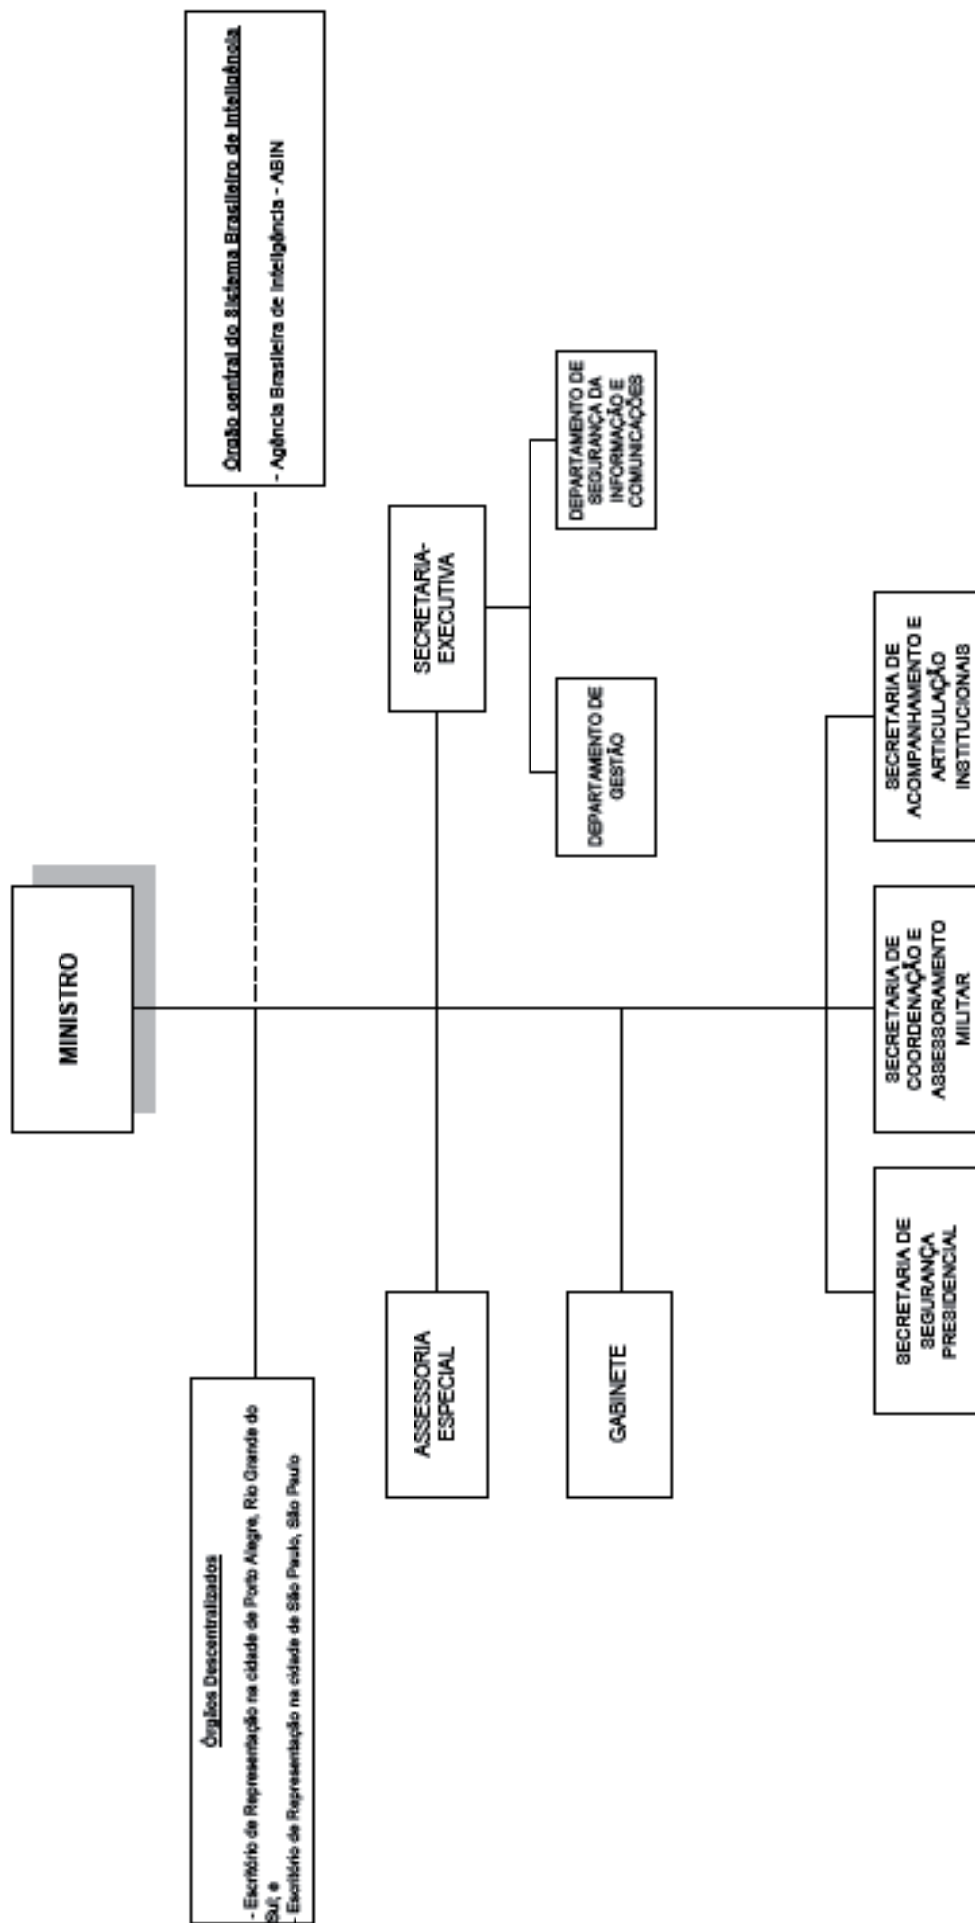 MINISTRO
Órgãos Descentralizados
- Escritório de Representação na cidade de Porto Alegre, Rio Grande do
Sul; e
- Escritório de Representação na cidade de São Paulo, São Paulo
Órgão central do Sistema Brasileiro de Inteligência
- Agência Brasileira de Inteligência - ABIN
ASSESSORIA
ESPECIAL
SECRETARIA-
EXECUTIVA
GABINETE
DEPARTAMENTO DE
GESTÃO
DEPARTAMENTO DE
SEGURANÇA DA
INFORMAÇÃO E
COMUNICAÇÕES
SECRETARIA DE
SEGURANÇA
PRESIDENCIAL
SECRETARIA DE
COORDENAÇÃO E
ASSESSORAMENTO
MILITAR
SECRETARIA DE
ACOMPANHAMENTO E
ARTICULAÇÃO
INSTITUCIONAIS